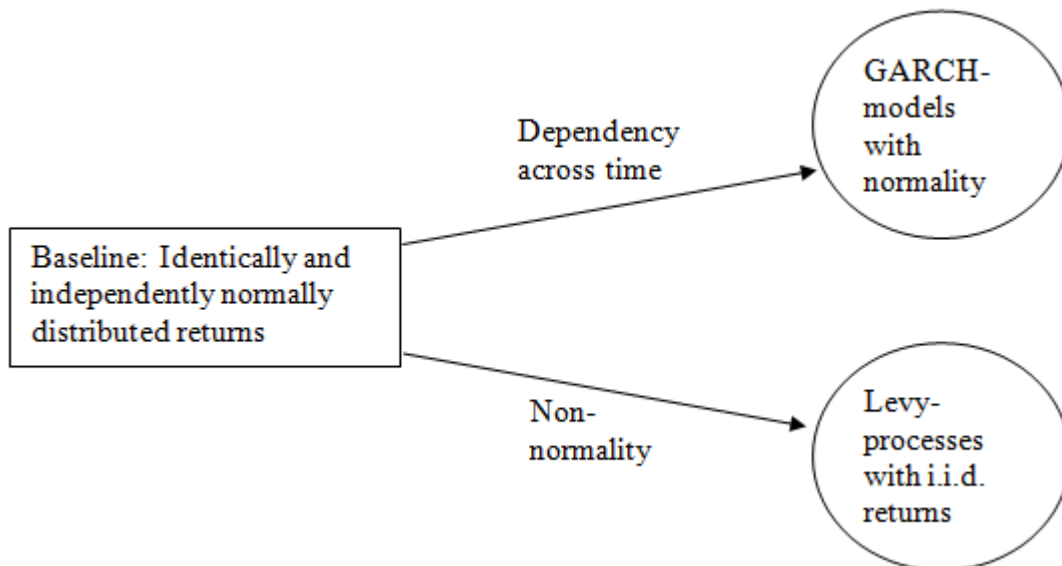 GARCH-
models
with
normality
Dependency
across time
Baseline:  Identically and
independently normally
distributed returns
Non-
normality
Levy-
processes
with i.i.d.
returns